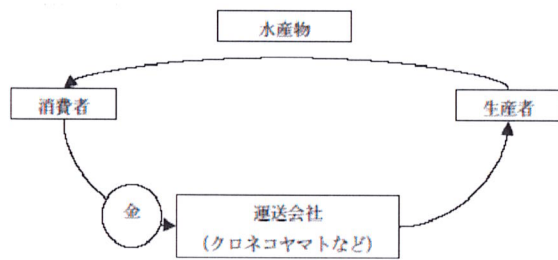 水産物
消費者
生産者
金
運送会社
(クロネコヤマトなど)